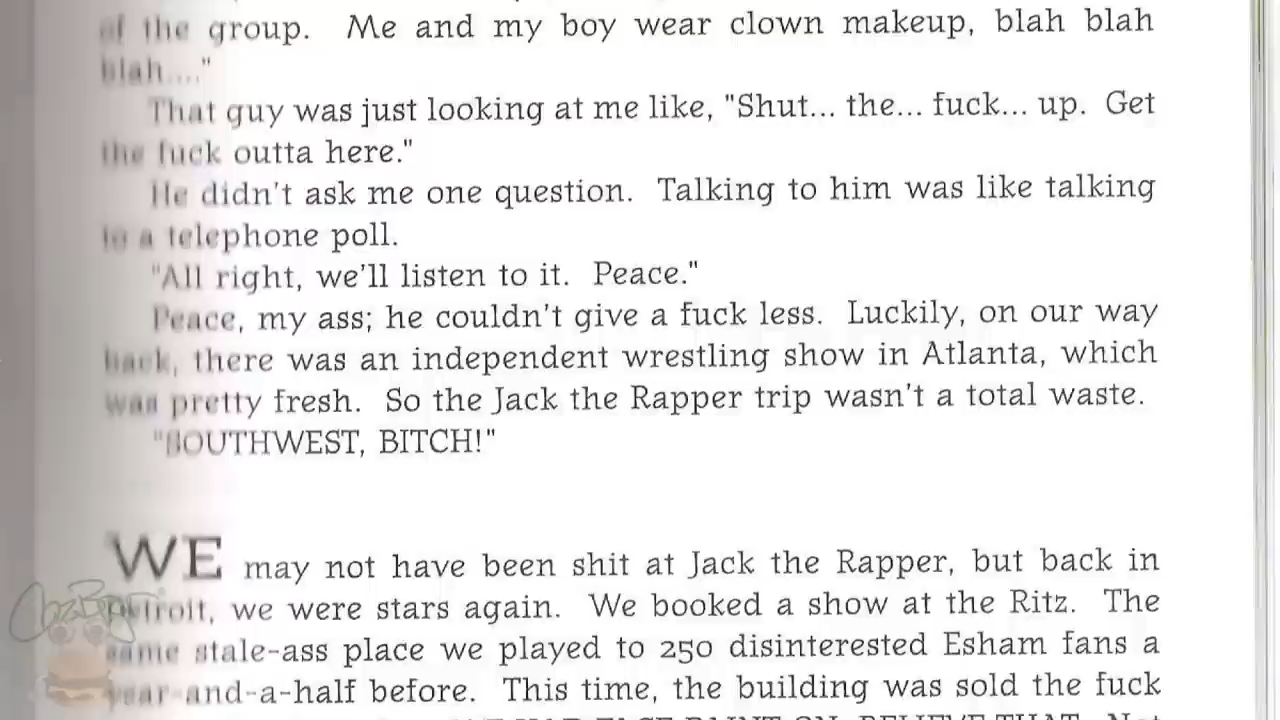 of the group. Me and my boy wear clown makeup, blah blah
blah...."
That guy was just looking at me like, "Shut... the... fuck... up. Get
the fuck outta here."
He didn't ask me one question. Talking to him was like talking
to a telephone poll.
"All right, we'll listen to it. Peace."
Peace, my ass; he couldn't give a fuck less. Luckily, on our way
back, there was an independent wrestling show in Atlanta, which
was pretty fresh. So the Jack the Rapper trip wasn't a total waste.
"SOUTHWEST, BITCH!"
WE may not have been shit at Jack the Rapper, but back in
Detroit, we were stars again. We booked a show at the Ritz. The
same stale-ass place we played to 250 disinterested Esham fans a
year-and-a-half before. This time, the building was sold the fuck